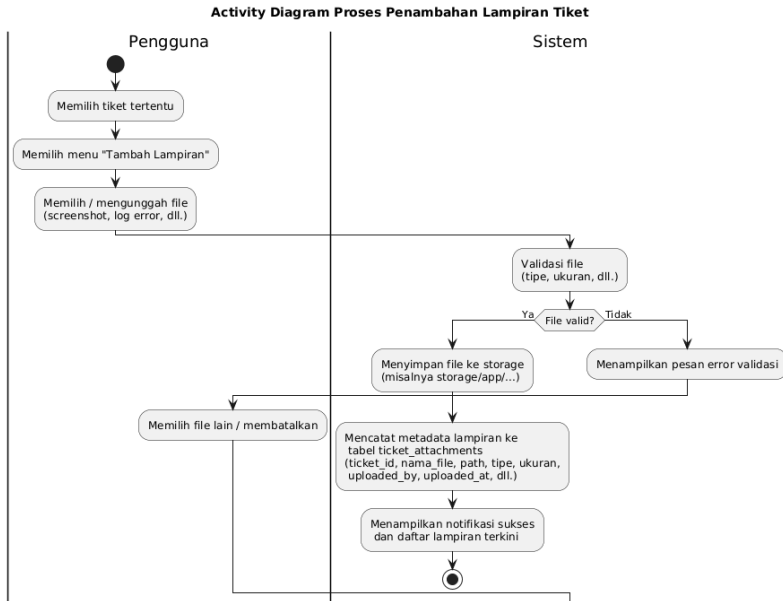 Activity Diagram Proses Penambahan Lampiran Tiket
Pengguna
Sistem
Memilih tiket tertentu
Memilih menu "Tambah Lampiran"
Memilih / mengunggah file
(screenshot, log error, dll.)
Validasi file
(tipe, ukuran, dll.)
Ya
File valid?
Tidak
Menyimpan file ke storage
(misalnya storage/app/...)
Menampilkan pesan error validasi
Memilih file lain / membatalkan
Mencatat metadata lampiran ke
tabel ticket_attachments
(ticket_id, nama_file, path, tipe, ukuran,
uploaded_by, uploaded_at, dll.)
Menampilkan notifikasi sukses
dan daftar lampiran terkini